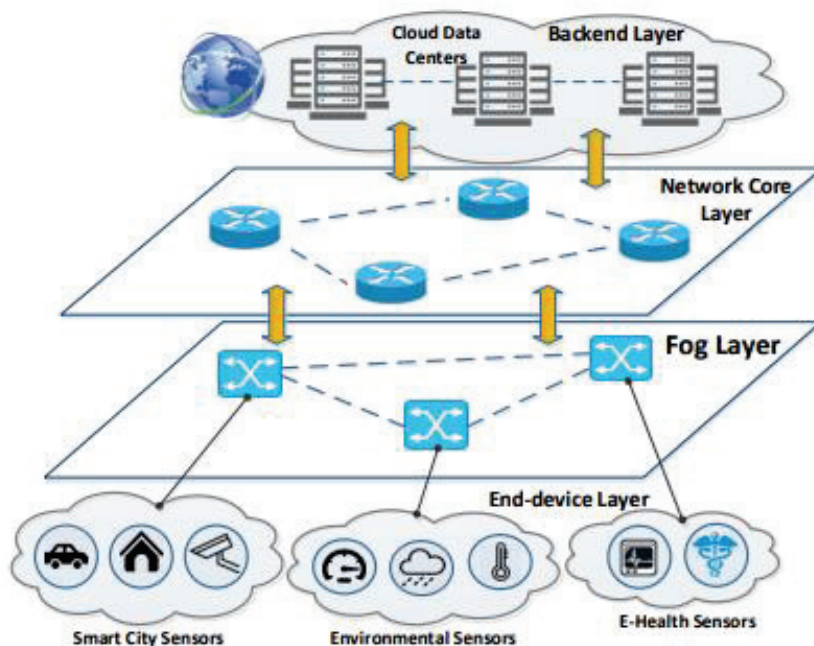 Cloud Data
Centers
Backend Layer
Network Core
Layer
Fog Layer
End-device Layer
Smart City Sensors
Environmental Sensors
E-Health Sensors